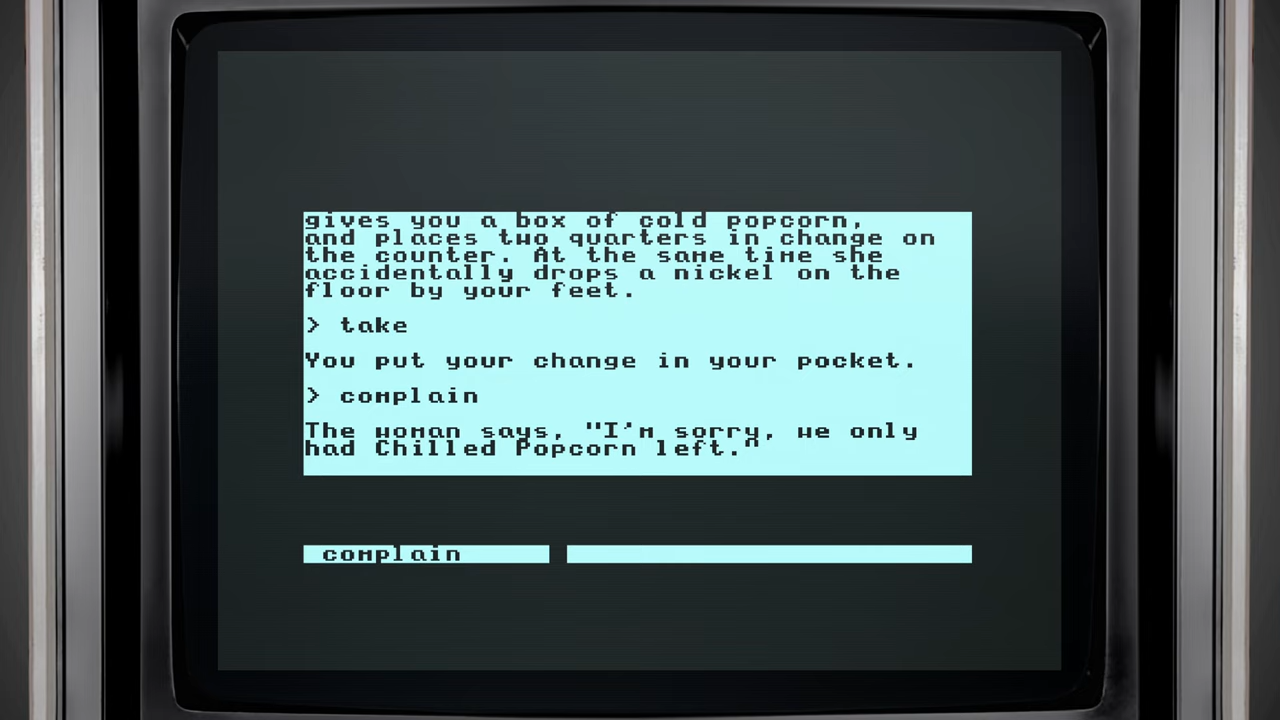 gives you a box of cold popcorn,
and places two quarters in change on
the counter. At the same time she
accidentally drops a nickel on the
floor by your feet.
> take
You put your change in your pocket.
> complain
The woman says, "I'm sorry, we only
had Chilled Popcorn left."
complain